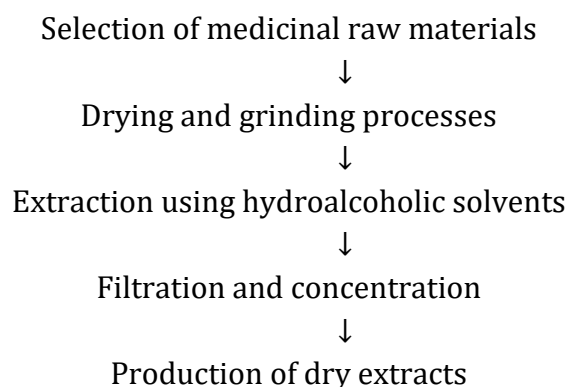 Selection of medicinal raw materials
↓
Drying and grinding processes
↓
Extraction using hydroalcoholic solvents
↓
Filtration and concentration
↓
Production of dry extracts